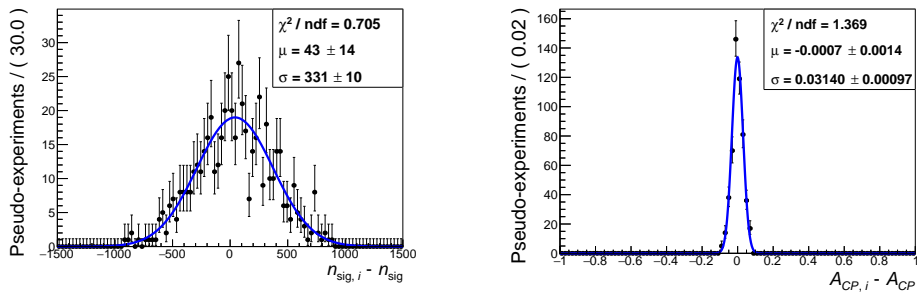 Pseudo-experiments / ( 30.0 )
35
30
25
20
15
10
5
0
χ² / ndf = 0.705
μ = 43 ± 14
σ = 331 ± 10
−1500 −1000 −500 0 500 1000 1500
n_sig, i - n_sig
Pseudo-experiments / ( 0.02 )
160
140
120
100
80
60
40
20
0
χ² / ndf = 1.369
μ = -0.0007 ± 0.0014
σ = 0.03140 ± 0.00097
−1 −0.8 −0.6 −0.4 −0.2 0 0.2 0.4 0.6 0.8 1
A_CP, i - A_CP